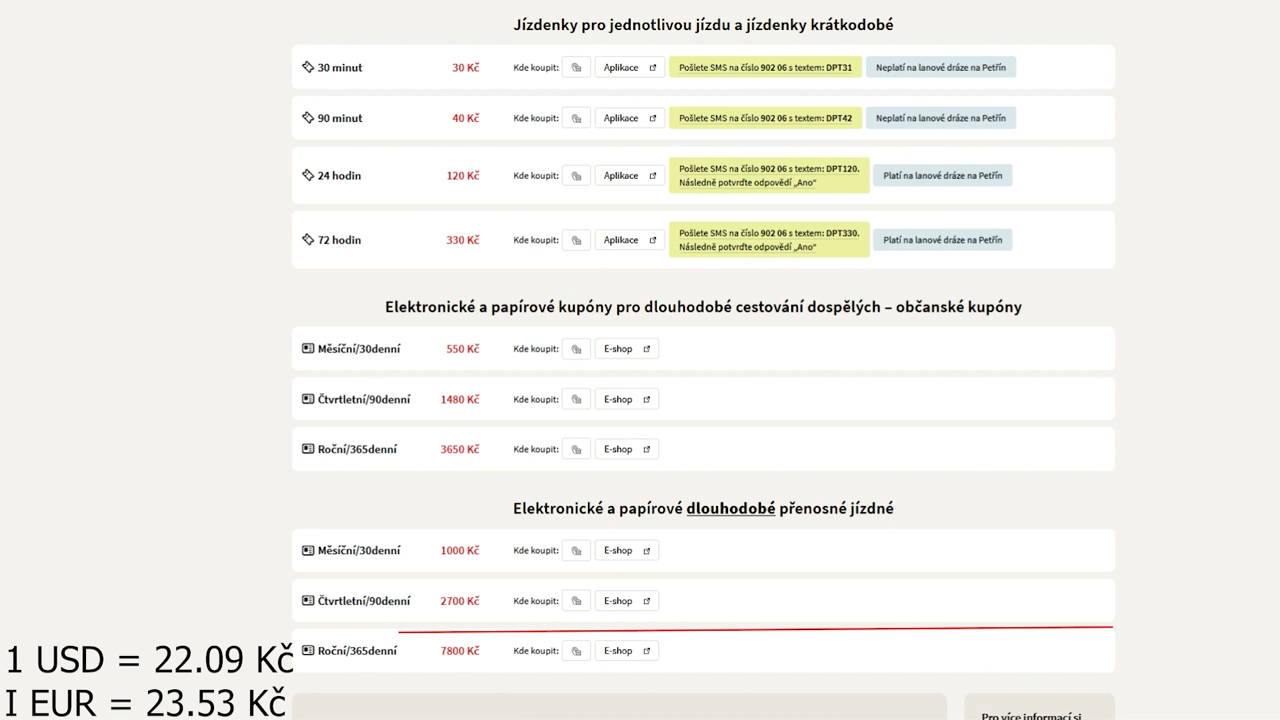 Jízdenky pro jednotlivou jízdu a jízdenky krátkodobé
30 minut 30 Kč Kde koupit: Aplikace Pošlete SMS na číslo 902 06 s textem: DPT31 Neplatí na lanové dráze na Petřín
90 minut 40 Kč Kde koupit: Aplikace Pošlete SMS na číslo 902 06 s textem: DPT42 Neplatí na lanové dráze na Petřín
24 hodin 120 Kč Kde koupit: Aplikace Pošlete SMS na číslo 902 06 s textem: DPT120. Platí na lanové dráze na Petřín
Následně potvrďte odpovědí „Ano“
72 hodin 330 Kč Kde koupit: Aplikace Pošlete SMS na číslo 902 06 s textem: DPT330. Platí na lanové dráze na Petřín
Následně potvrďte odpovědí „Ano“
Elektronické a papírové kupóny pro dlouhodobé cestování dospělých – občanské kupóny
Měsíční/30denní 550 Kč Kde koupit: E-shop
Čtvrtletní/90denní 1480 Kč Kde koupit: E-shop
Roční/365denní 3650 Kč Kde koupit: E-shop
Elektronické a papírové dlouhodobé přenosné jízdné
Měsíční/30denní 1000 Kč Kde koupit: E-shop
Čtvrtletní/90denní 2700 Kč Kde koupit: E-shop
Roční/365denní 7800 Kč Kde koupit: E-shop
1 USD = 22.09 Kč
I EUR = 23.53 Kč
Pro více informací si